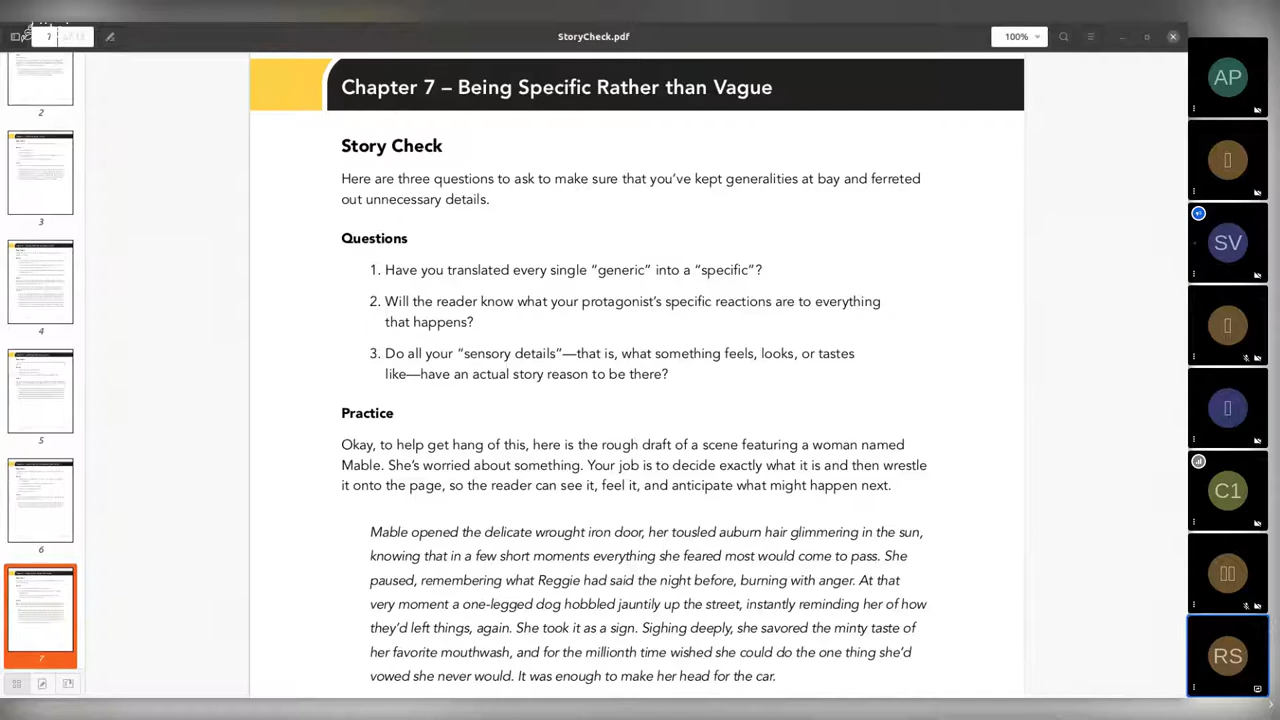 StoryCheck.pdf
100%
7
Chapter 7 – Being Specific Rather than Vague
Story Check
Here are three questions to ask to make sure that you've kept generalities at bay and ferreted
out unnecessary details.
Questions
1. Have you translated every single "generic" into a "specific"?
2. Will the reader know what your protagonist's specific reactions are to everything
that happens?
3. Do all your "sensory details"—that is, what something feels, looks, or tastes
like—have an actual story reason to be there?
Practice
Okay, to help get hang of this, here is the rough draft of a scene featuring a woman named
Mable. She's worried about something. Your job is to decide exactly what it is and then wrestle
it onto the page, so the reader can see it, feel it, and anticipate what might happen next.
Mable opened the delicate wrought iron door, her tousled auburn hair glimmering in the sun,
knowing that in a few short moments everything she feared most would come to pass. She
paused, remembering what Reggie had said the night before, burning with anger. At that
very moment a one-legged dog hobbled jauntily up the street, instantly reminding her of how
they'd left things, again. She took it as a sign. Sighing deeply, she savored the minty taste of
her favorite mouthwash, and for the millionth time wished she could do the one thing she'd
vowed she never would. It was enough to make her head for the car.
2
3
4
5
6
7
AP
SV
C1
RS